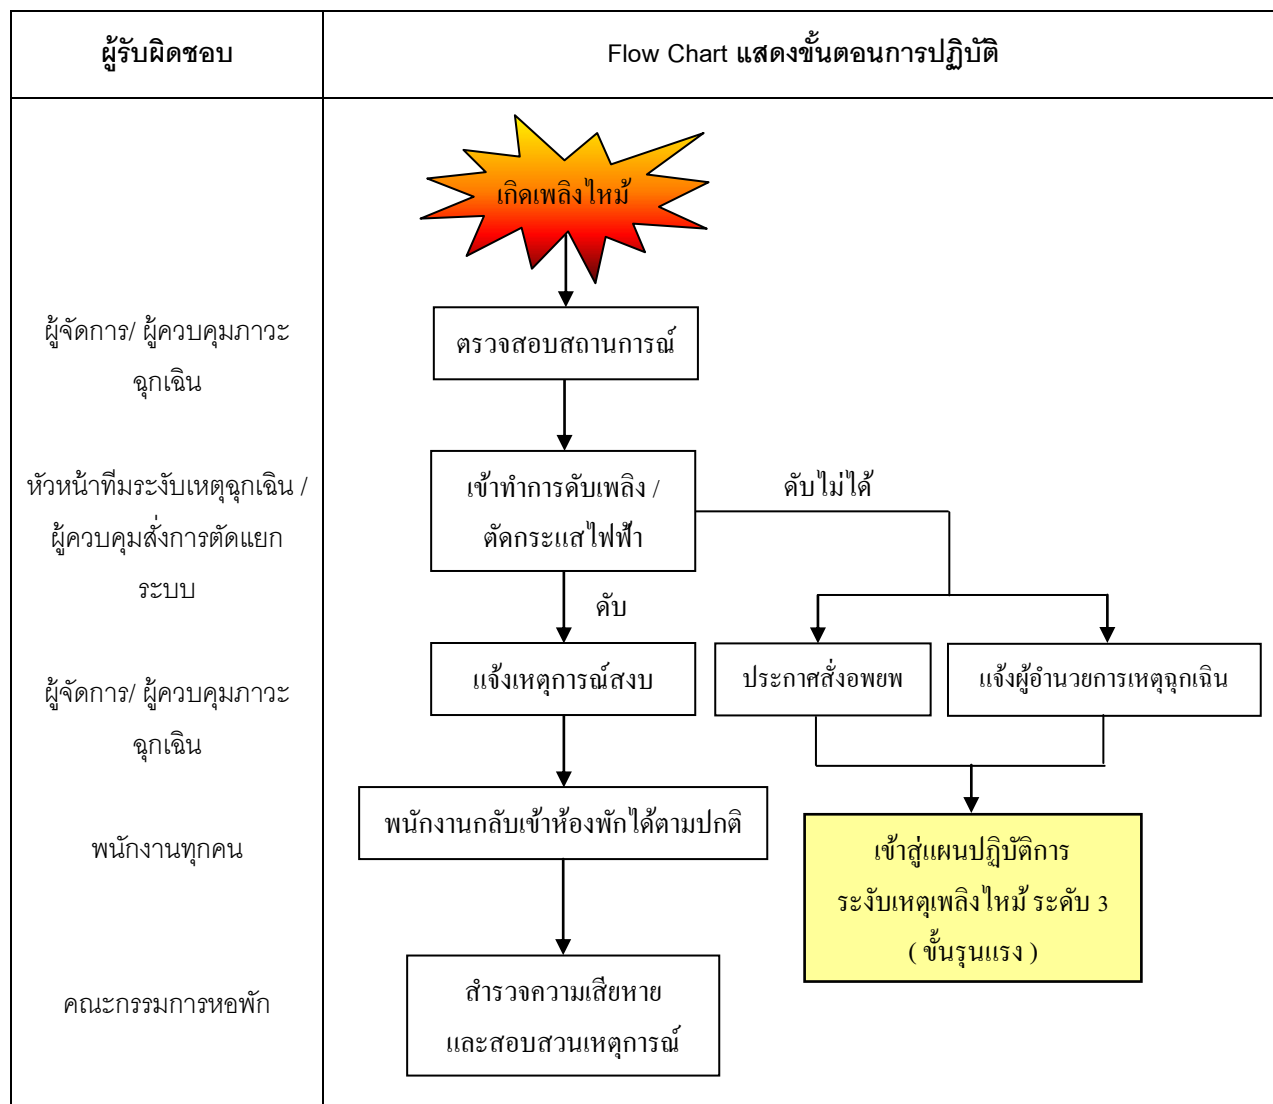 ผู้รับผิดชอบ
Flow Chart แสดงขั้นตอนการปฏิบัติ
เกิดเพลิงไหม้
ผู้จัดการ/ ผู้ควบคุมภาวะ
ฉุกเฉิน
ตรวจสอบสถานการณ์
หัวหน้าทีมระงับเหตุฉุกเฉิน /
ผู้ควบคุมสั่งการตัดแยก
ระบบ
เข้าทำการดับเพลิง /
ตัดกระแสไฟฟ้า
ดับไม่ได้
ดับ
ผู้จัดการ/ ผู้ควบคุมภาวะ
ฉุกเฉิน
แจ้งเหตุการณ์สงบ
ประกาศสั่งอพยพ
แจ้งผู้อำนวยการเหตุฉุกเฉิน
พนักงานทุกคน
พนักงานกลับเข้าห้องพักได้ตามปกติ
เข้าสู่แผนปฏิบัติการ
ระงับเหตุเพลิงไหม้ ระดับ 3
( ขั้นรุนแรง )
คณะกรรมการหอพัก
สำรวจความเสียหาย
และสอบสวนเหตุการณ์